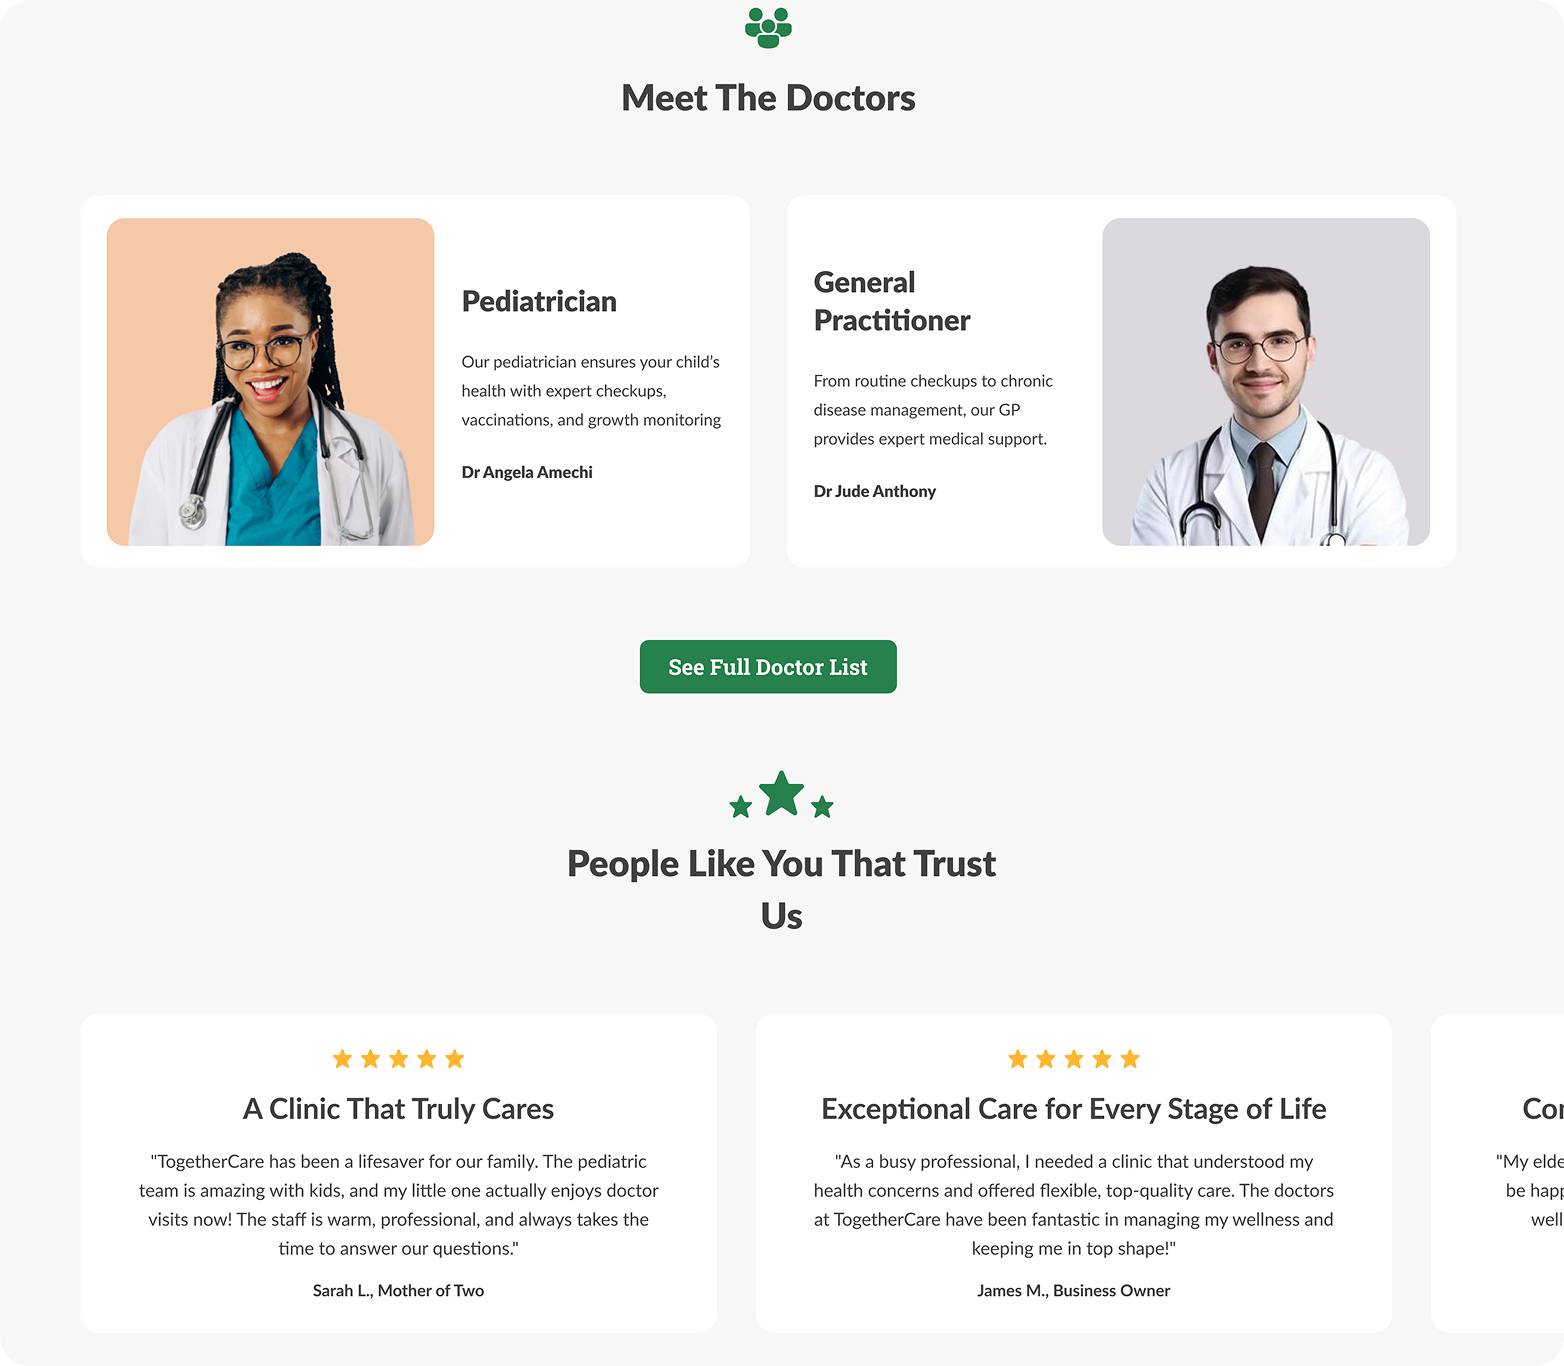 Meet The Doctors
Pediatrician
Our pediatrician ensures your child’s
health with expert checkups,
vaccinations, and growth monitoring
Dr Angela Amechi
General
Practitioner
From routine checkups to chronic
disease management, our GP
provides expert medical support.
Dr Jude Anthony
See Full Doctor List
People Like You That Trust
Us
A Clinic That Truly Cares
"TogetherCare has been a lifesaver for our family. The pediatric
team is amazing with kids, and my little one actually enjoys doctor
visits now! The staff is warm, professional, and always takes the
time to answer our questions."
Sarah L., Mother of Two
Exceptional Care for Every Stage of Life
"As a busy professional, I needed a clinic that understood my
health concerns and offered flexible, top-quality care. The doctors
at TogetherCare have been fantastic in managing my wellness and
keeping me in top shape!"
James M., Business Owner
"My
be
well